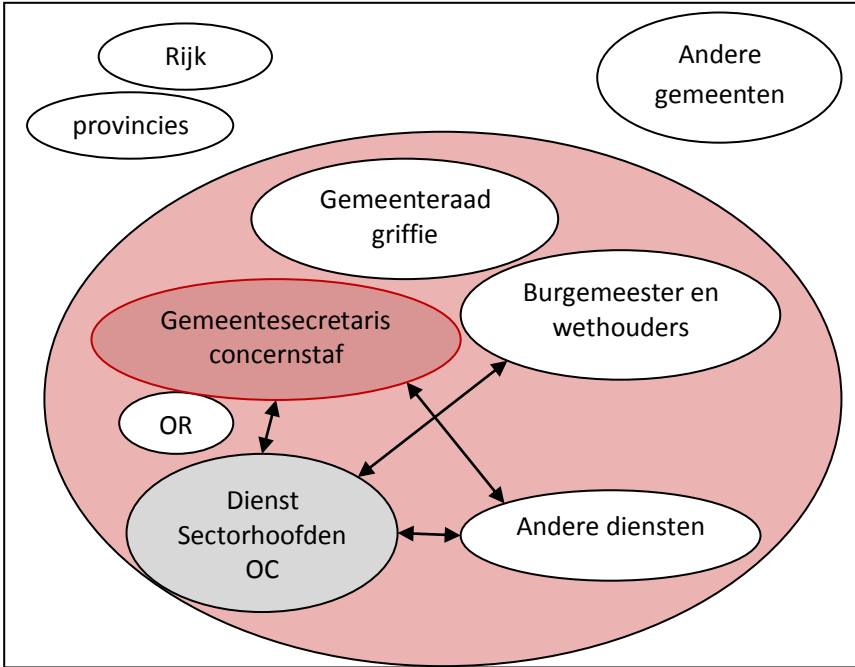 Rijk
provincies
Andere
gemeenten
Gemeenteraad
griffie
Burgemeester en
wethouders
Gemeentesecretaris
concernstaf
OR
Dienst
Sectorhoofden
OC
Andere diensten